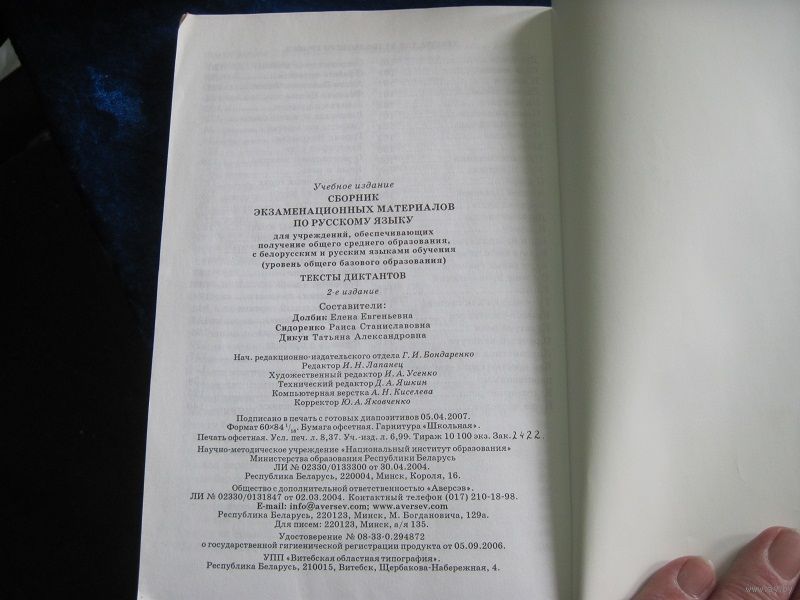 Учебное издание
СБОРНИК
ЭКЗАМЕНАЦИОННЫХ МАТЕРИАЛОВ
ПО РУССКОМУ ЯЗЫКУ
для учреждений, обеспечивающих
получение общего среднего образования,
с белорусским и русским языками обучения
(уровень общего базового образования)
ТЕКСТЫ ДИКТАНТОВ
2-е издание
Составители:
Долбик Елена Евгеньевна
Сидоренко Раиса Станиславовна
Дикун Татьяна Александровна
Нач. редакционно-издательского отдела Г. И. Бондаренко
Редактор И. Н. Лапанец
Художественный редактор И. А. Усенко
Технический редактор Д. А. Яшкин
Компьютерная верстка А. Н. Киселева
Корректор Ю. А. Яковченко
Подписано в печать с готовых диапозитивов 05.04.2007.
Формат 60×84 1/16. Бумага офсетная. Гарнитура «Школьная».
Печать офсетная. Усл. печ. л. 8,37. Уч.-изд. л. 6,99. Тираж 10 100 экз. Зак. 2422.
Научно-методическое учреждение «Национальный институт образования»
Министерства образования Республики Беларусь
ЛИ № 02330/0133300 от 30.04.2004.
Республика Беларусь, 220004, Минск, Короля, 16.
Общество с дополнительной ответственностью «Аверсэв».
ЛИ № 02330/0131847 от 02.03.2004. Контактный телефон (017) 210-18-98.
E-mail: info@aversev.com; www.aversev.com
Республика Беларусь, 220123, Минск, М. Богдановича, 129а.
Для писем: 220123, Минск, а/я 135.
Удостоверение № 08-33-0.294872
о государственной гигиенической регистрации продукта от 05.09.2006.
УПП «Витебская областная типография».
Республика Беларусь, 210015, Витебск, Щербакова-Набережная, 4.